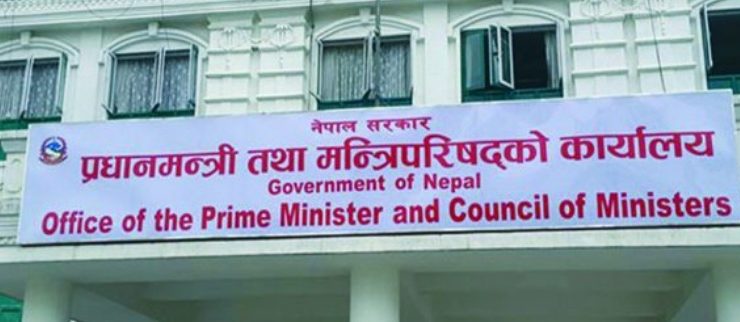 नेपाल सरकार
प्रधानमन्त्री तथा मन्त्रिपरिषद्को कार्यालय
Government of Nepal
Office of the Prime Minister and Council of Ministers